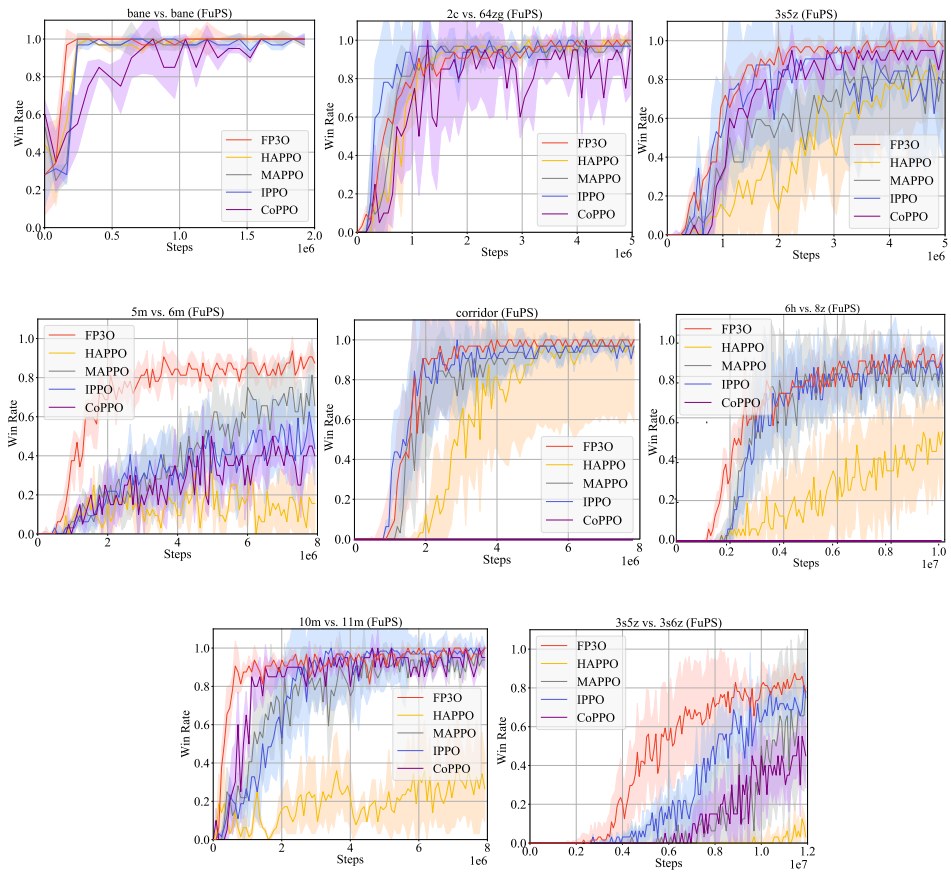 bane vs. bane (FuPS)
Win Rate
1.0
0.8
0.6
0.4
0.2
0.0
FP3O
HAPPO
MAPPO
IPPO
CoPPO
0.0 0.5 1.0 1.5 2.0
Steps
1e6
2c vs. 64zg (FuPS)
Win Rate
1.0
0.8
0.6
0.4
0.2
0.0
FP3O
HAPPO
MAPPO
IPPO
CoPPO
0 1 2 3 4 5
Steps
1e6
3s5z (FuPS)
Win Rate
1.0
0.8
0.6
0.4
0.2
0.0
FP3O
HAPPO
MAPPO
IPPO
CoPPO
0 1 2 3 4 5
Steps
1e6
5m vs. 6m (FuPS)
Win Rate
1.0
0.8
0.6
0.4
0.2
0.0
FP3O
HAPPO
MAPPO
IPPO
CoPPO
0 2 4 6 8
Steps
1e6
corridor (FuPS)
Win Rate
1.0
0.8
0.6
0.4
0.2
0.0
FP3O
HAPPO
MAPPO
IPPO
CoPPO
0 2 4 6 8
Steps
1e6
6h vs. 8z (FuPS)
Win Rate
1.0
0.8
0.6
0.4
0.2
0.0
FP3O
HAPPO
MAPPO
IPPO
CoPPO
0 0.2 0.4 0.6 0.8 1.0
Steps
1e7
10m vs. 11m (FuPS)
Win Rate
1.0
0.8
0.6
0.4
0.2
0.0
FP3O
HAPPO
MAPPO
IPPO
CoPPO
0 2 4 6 8
Steps
1e6
3s5z vs. 3s6z (FuPS)
Win Rate
1.0
0.8
0.6
0.4
0.2
0.0
FP3O
HAPPO
MAPPO
IPPO
CoPPO
0.0 0.2 0.4 0.6 0.8 1.0 1.2
Steps
1e7